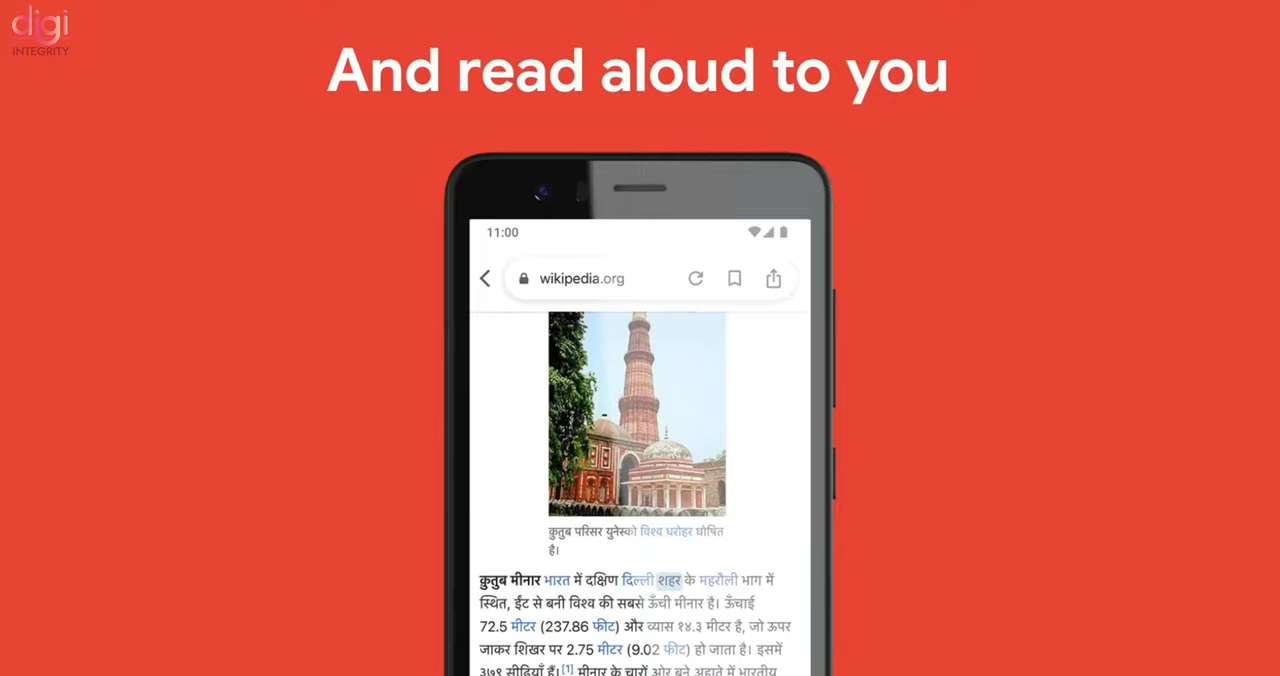 digi
INTEGRITY
And read aloud to you
11:00
wikipedia.org
क़ुतुब परिसर युनेस्को विश्व धरोहर घोषित
है।
क़ुतुब मीनार भारत में दक्षिण दिल्ली शहर के महरौली भाग में
स्थित, ईंट से बनी विश्व की सबसे ऊँची मीनार है। ऊँचाई
72.5 मीटर (237.86 फीट) और व्यास १४.३ मीटर है, जो ऊपर
जाकर शिखर पर 2.75 मीटर (9.02 फीट) हो जाता है। इसमें
३७९ सीढियाँ हैं।[1] मीनार के चारों ओर बने अहाते में भारतीय